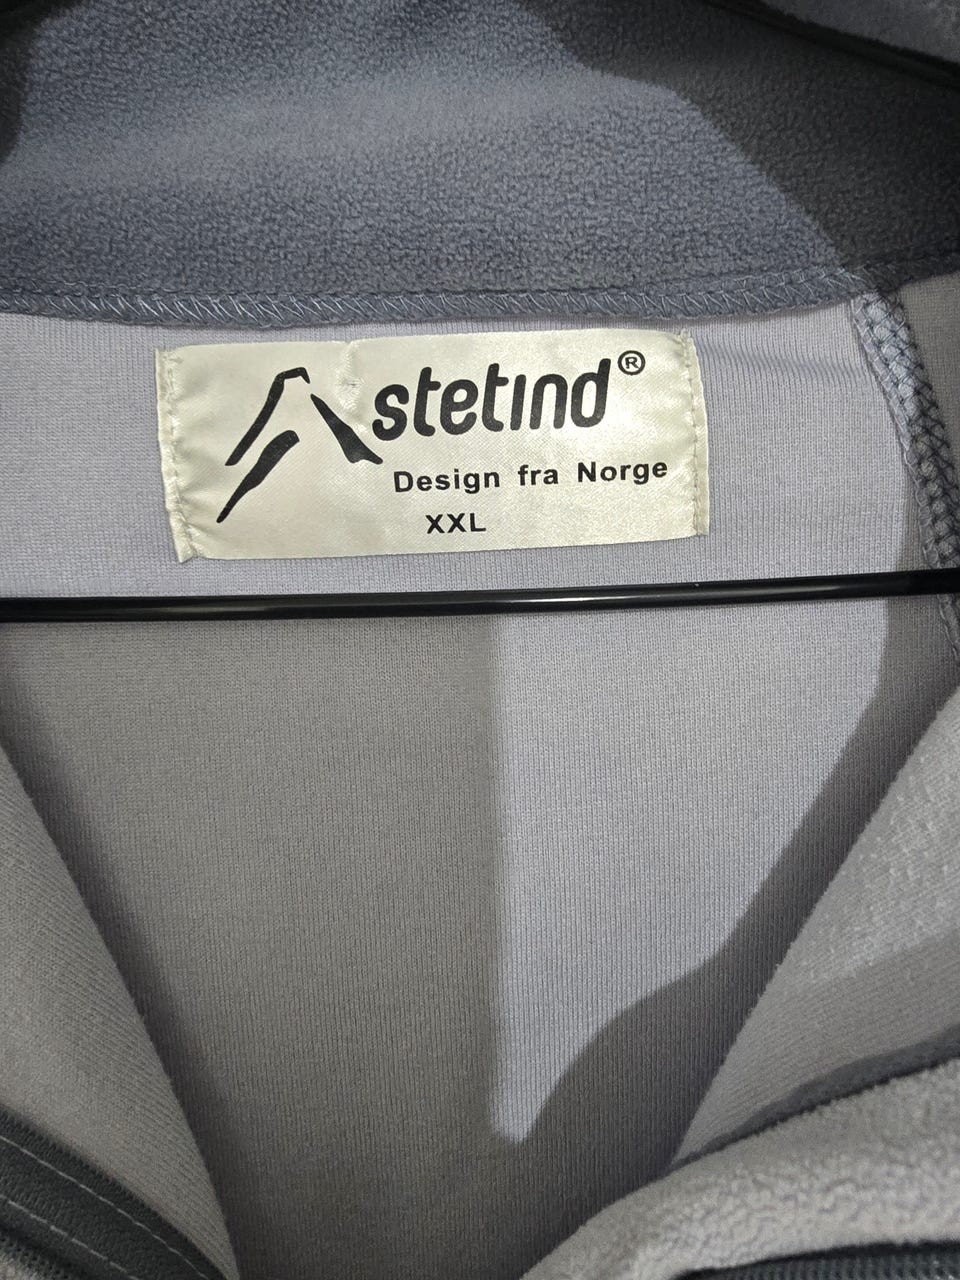 stetind®
Design fra Norge
XXL